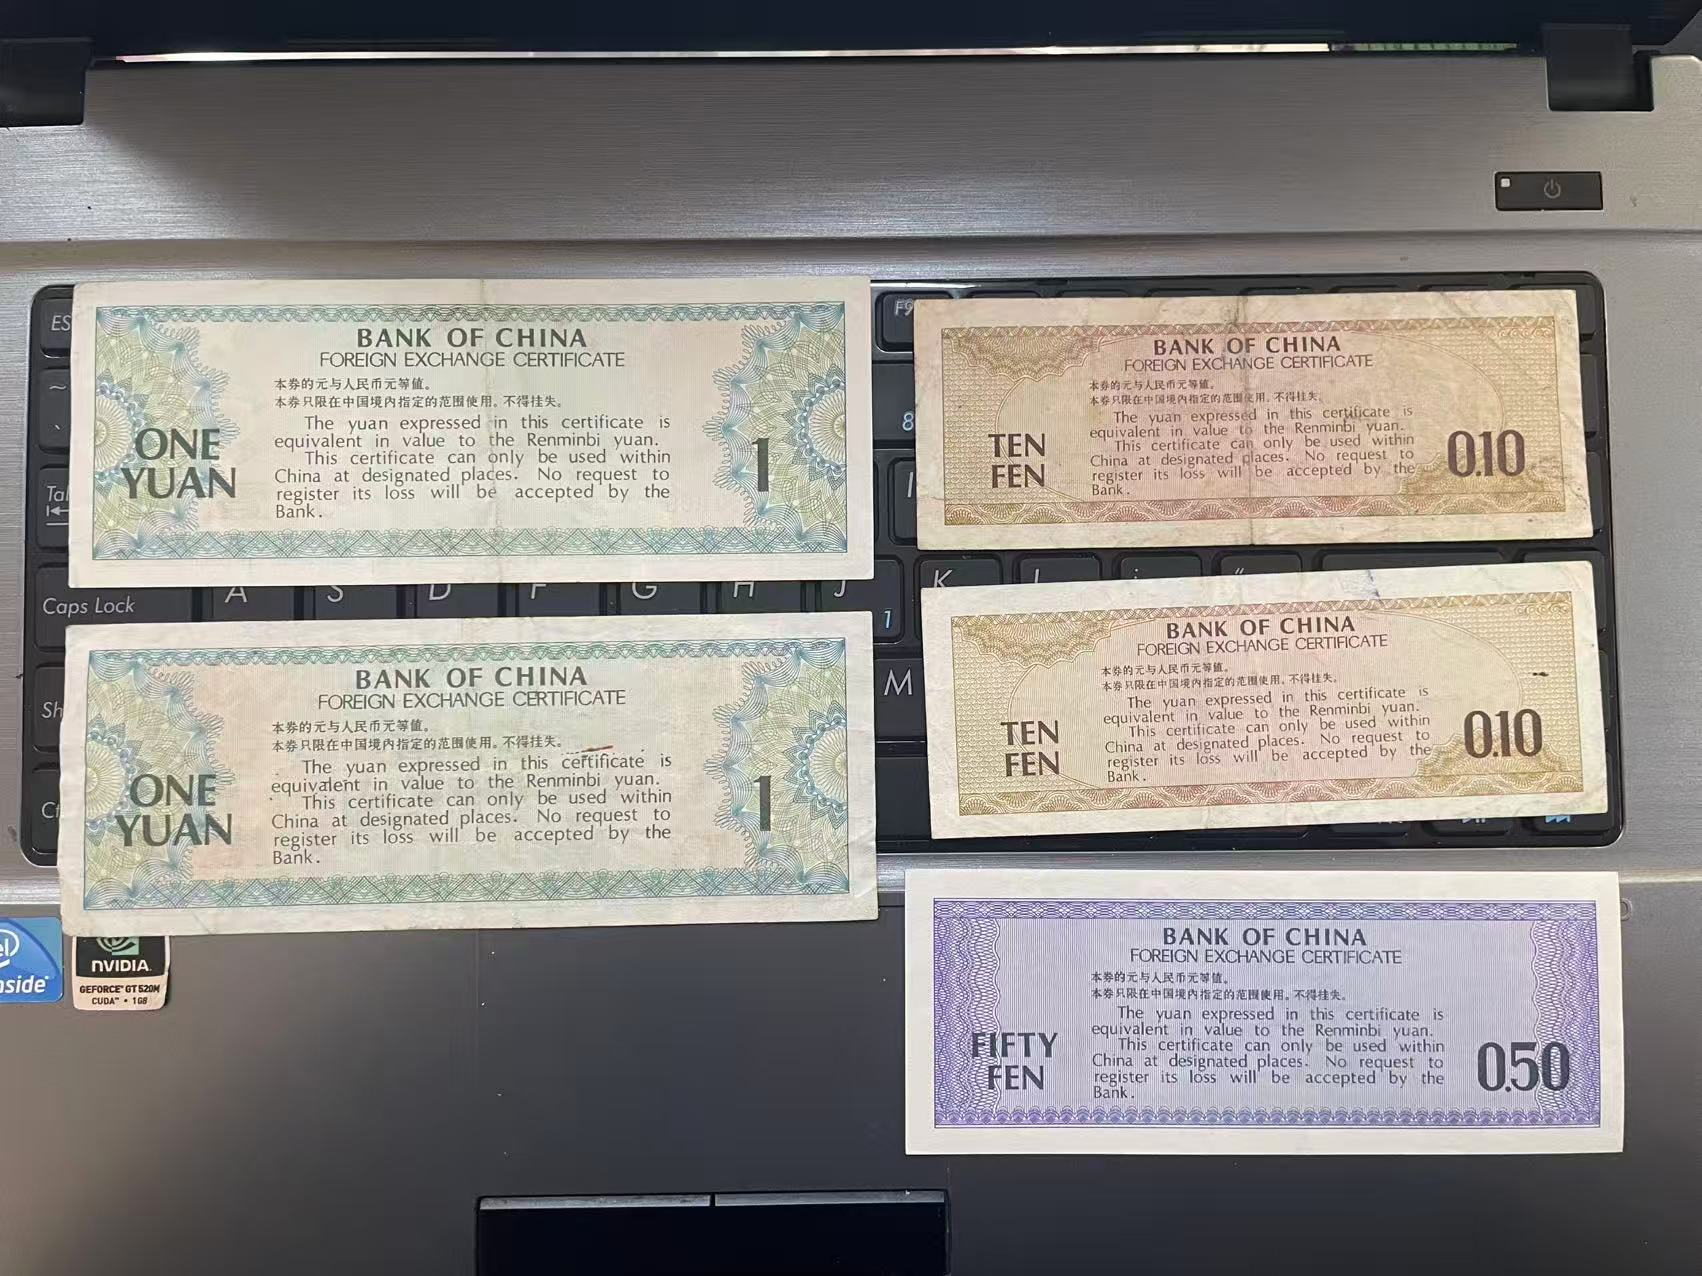 BANK OF CHINA
FOREIGN EXCHANGE CERTIFICATE
本券的元与人民币元等值。
本券只限在中国境内指定的范围使用。不得挂失。
The yuan expressed in this certificate is
equivalent in value to the Renminbi yuan.
This certificate can only be used within
China at designated places. No request to
register its loss will be accepted by the
Bank.
ONE
YUAN
1
BANK OF CHINA
FOREIGN EXCHANGE CERTIFICATE
本券的元与人民币元等值。
本券只限在中国境内指定的范围使用。不得挂失。
The yuan expressed in this certificate is
equivalent in value to the Renminbi yuan.
This certificate can only be used within
China at designated places. No request to
register its loss will be accepted by the
Bank.
ONE
YUAN
1
BANK OF CHINA
FOREIGN EXCHANGE CERTIFICATE
本券的元与人民币元等值。
本券只限在中国境内指定的范围使用。不得挂失。
The yuan expressed in this certificate is
equivalent in value to the Renminbi yuan.
This certificate can only be used within
China at designated places. No request to
register its loss will be accepted by the
Bank.
TEN
FEN
0.10
BANK OF CHINA
FOREIGN EXCHANGE CERTIFICATE
本券的元与人民币元等值。
本券只限在中国境内指定的范围使用。不得挂失。
The yuan expressed in this certificate is
equivalent in value to the Renminbi yuan.
This certificate can only be used within
China at designated places. No request to
register its loss will be accepted by the
Bank.
TEN
FEN
0.10
BANK OF CHINA
FOREIGN EXCHANGE CERTIFICATE
本券的元与人民币元等值。
本券只限在中国境内指定的范围使用。不得挂失。
The yuan expressed in this certificate is
equivalent in value to the Renminbi yuan.
This certificate can only be used within
China at designated places. No request to
register its loss will be accepted by the
Bank.
FIFTY
FEN
0.50
F9
8
Caps Lock
A S D F G H J K L
1
M
nVIDIA
GEFORCE GT 520M
CUDA™ • 1GB